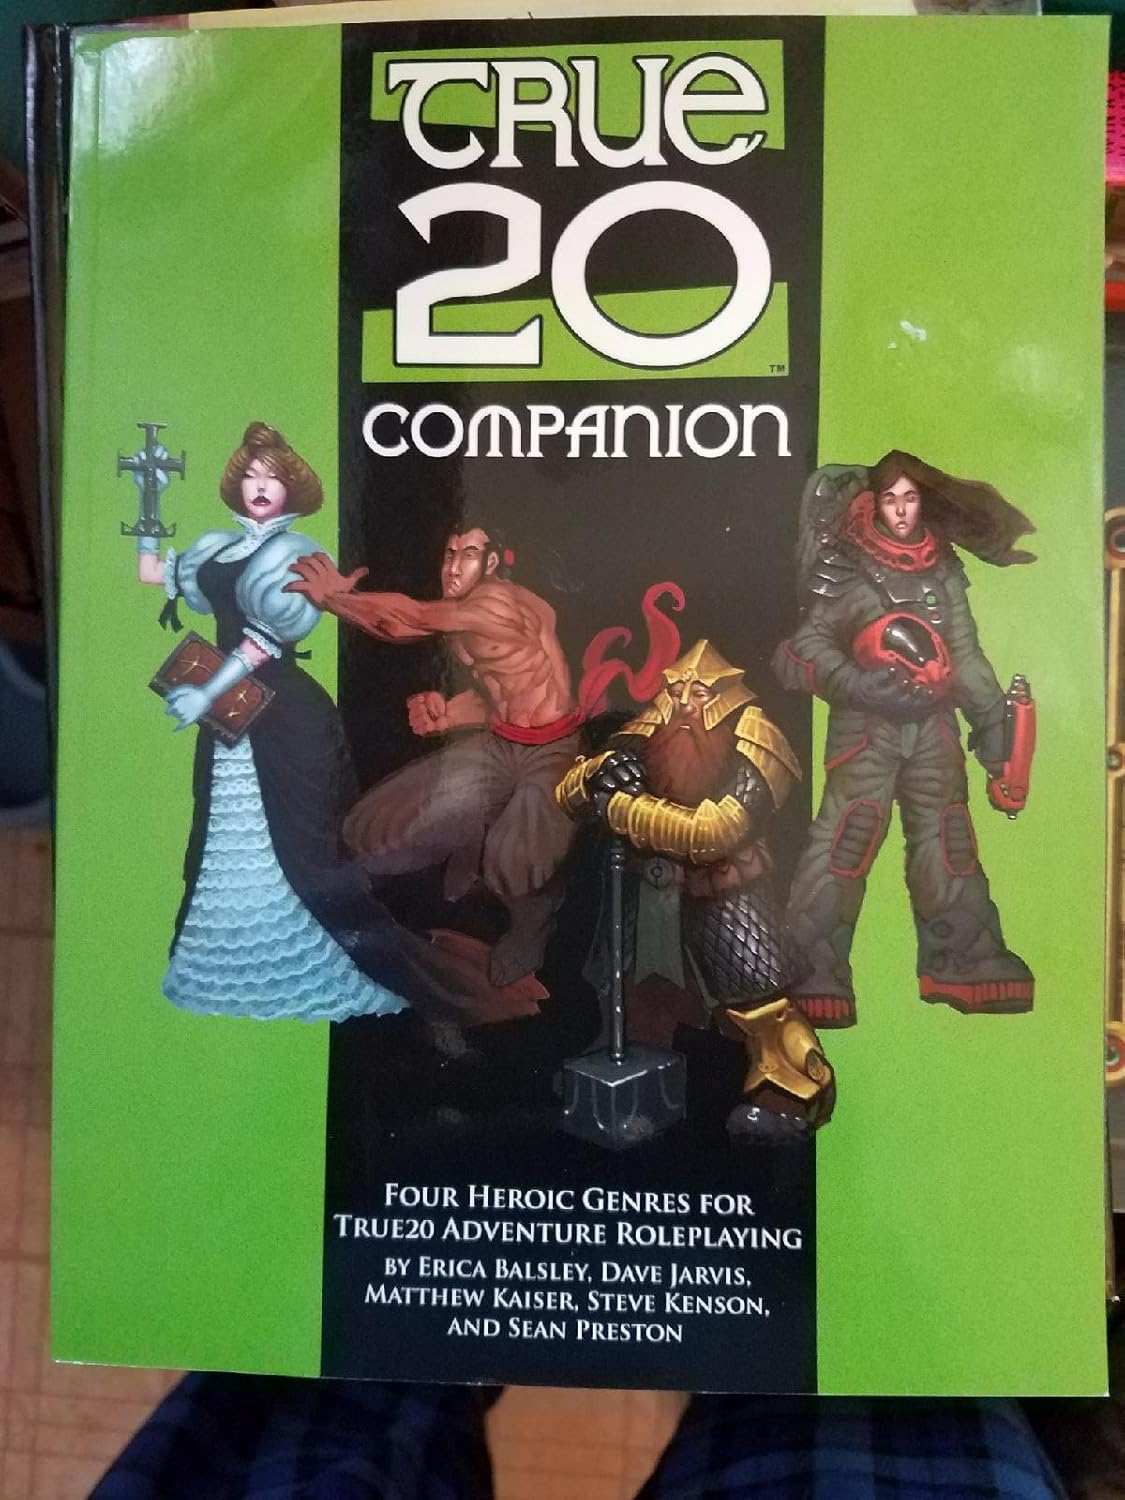 TRUE
20
TM
COMPANION
FOUR HEROIC GENRES FOR
TRUE20 ADVENTURE ROLEPLAYING
BY ERICA BALSLEY, DAVE JARVIS,
MATTHEW KAISER, STEVE KENSON,
AND SEAN PRESTON